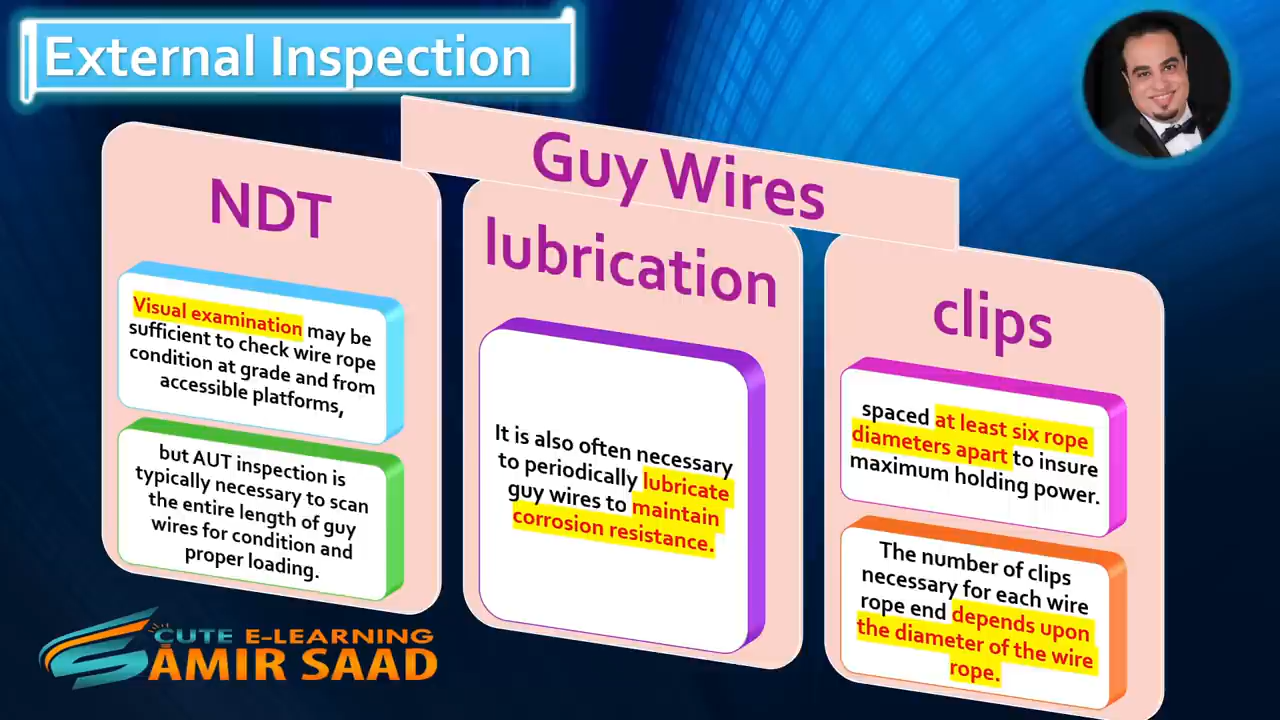 External Inspection
Guy Wires
NDT
Visual examination may be
sufficient to check wire rope
condition at grade and from
accessible platforms,
but AUT inspection is
typically necessary to scan
the entire length of guy
wires for condition and
proper loading.
lubrication
It is also often necessary
to periodically lubricate
guy wires to maintain
corrosion resistance.
clips
spaced at least six rope
diameters apart to insure
maximum holding power.
The number of clips
necessary for each wire
rope end depends upon
the diameter of the wire
rope.
CUTE E-LEARNING
AMIR SAAD